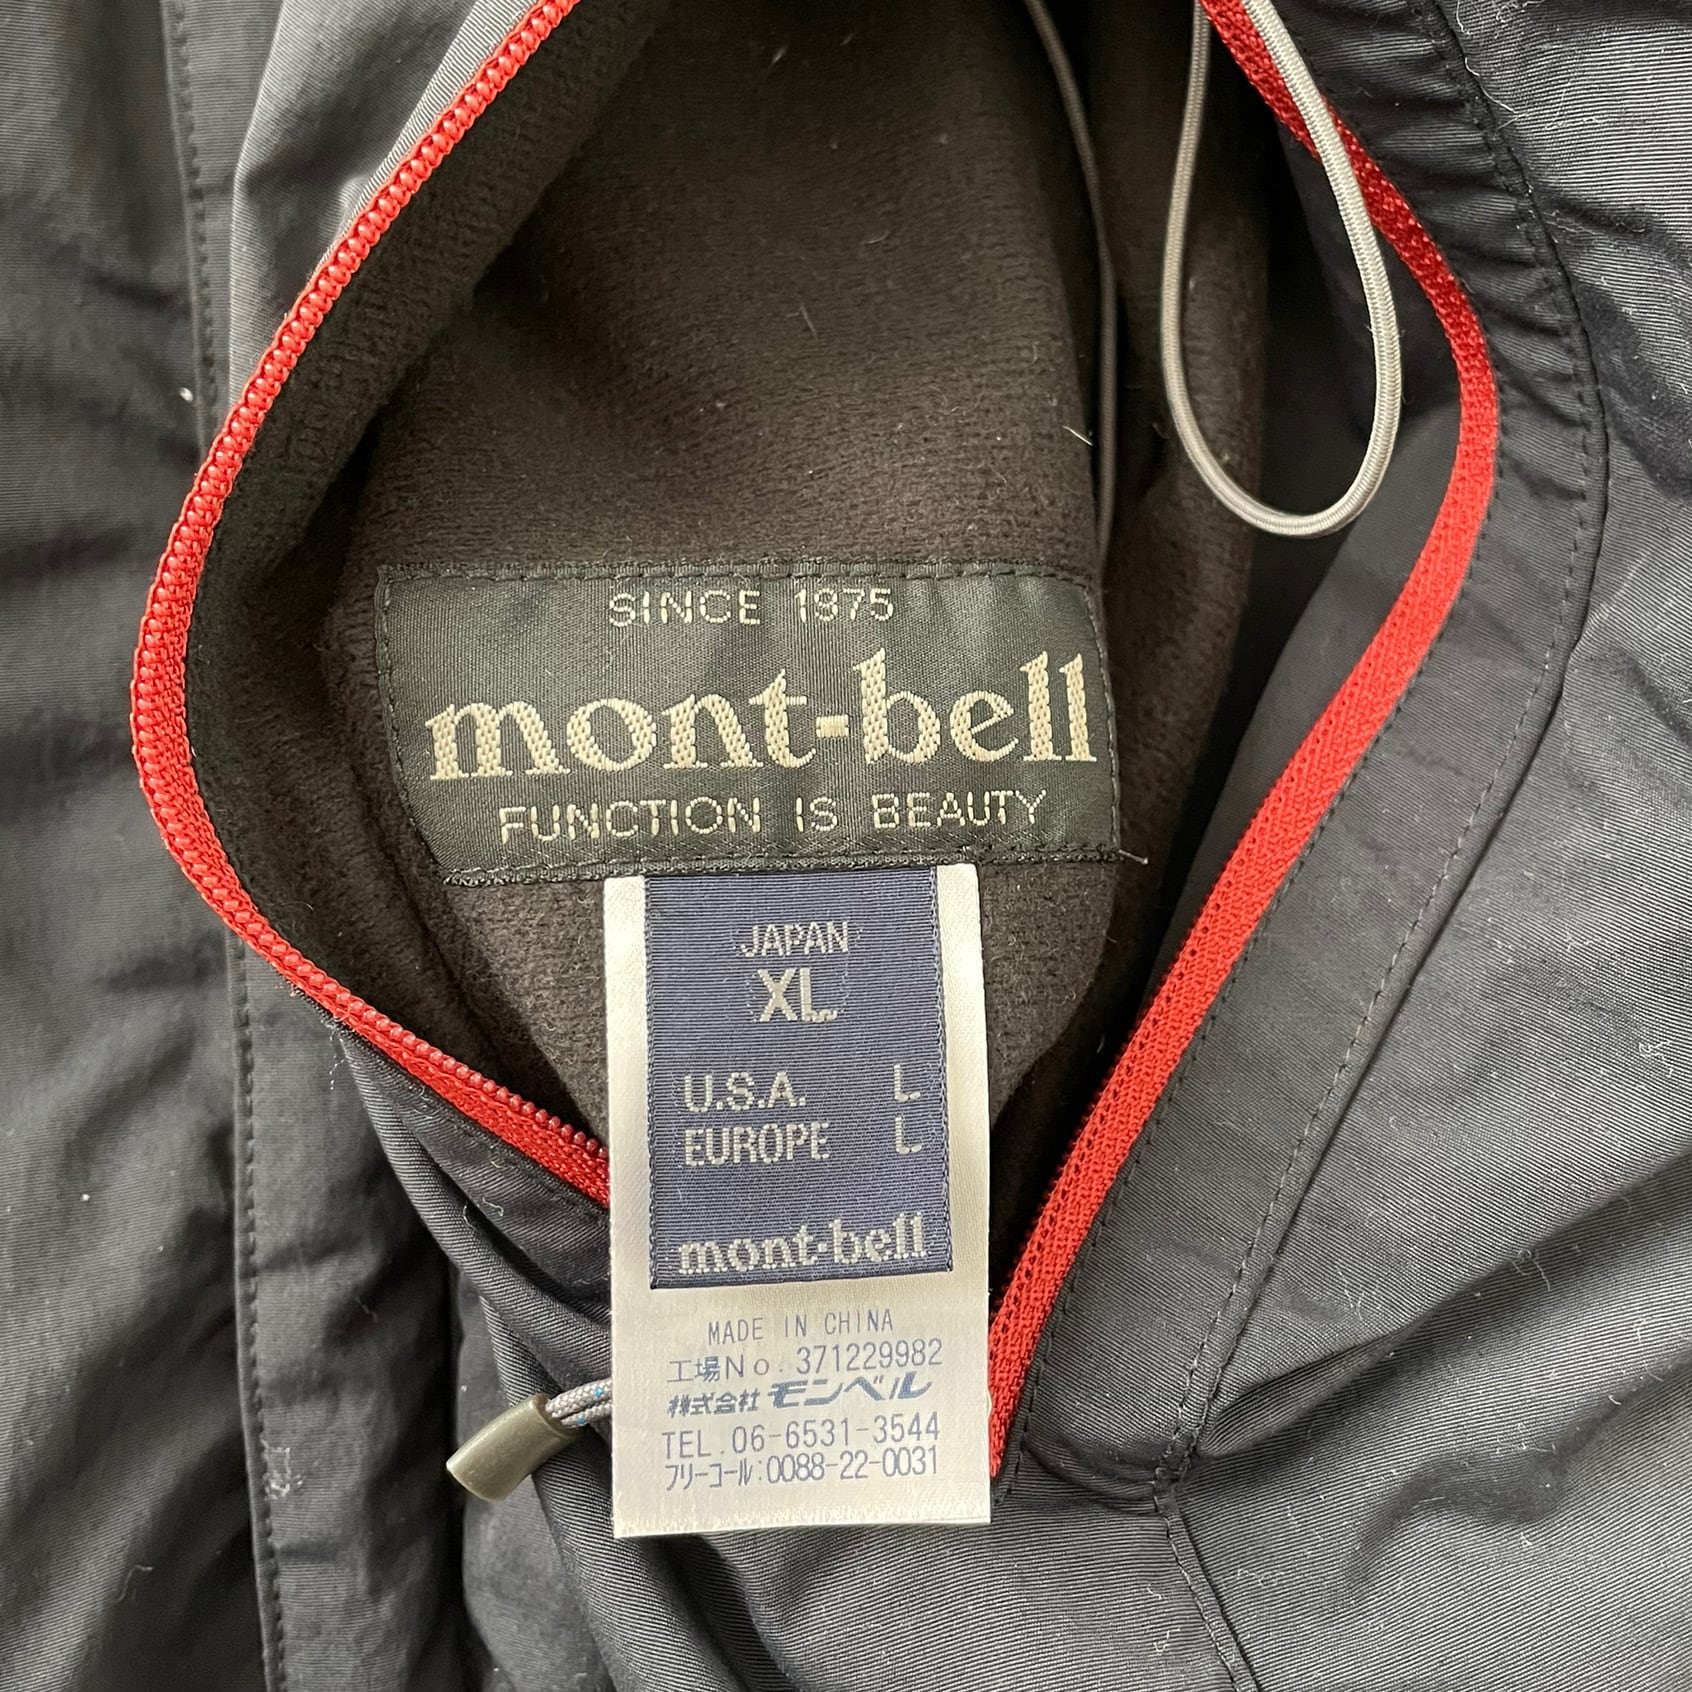 SINCE 1975
mont-bell
FUNCTION IS BEAUTY
JAPAN
XL
U.S.A. L
EUROPE L
mont-bell
MADE IN CHINA
工場No.371229982
株式会社モンベル
TEL.06-6531-3544
フリーコール:0088-22-0031